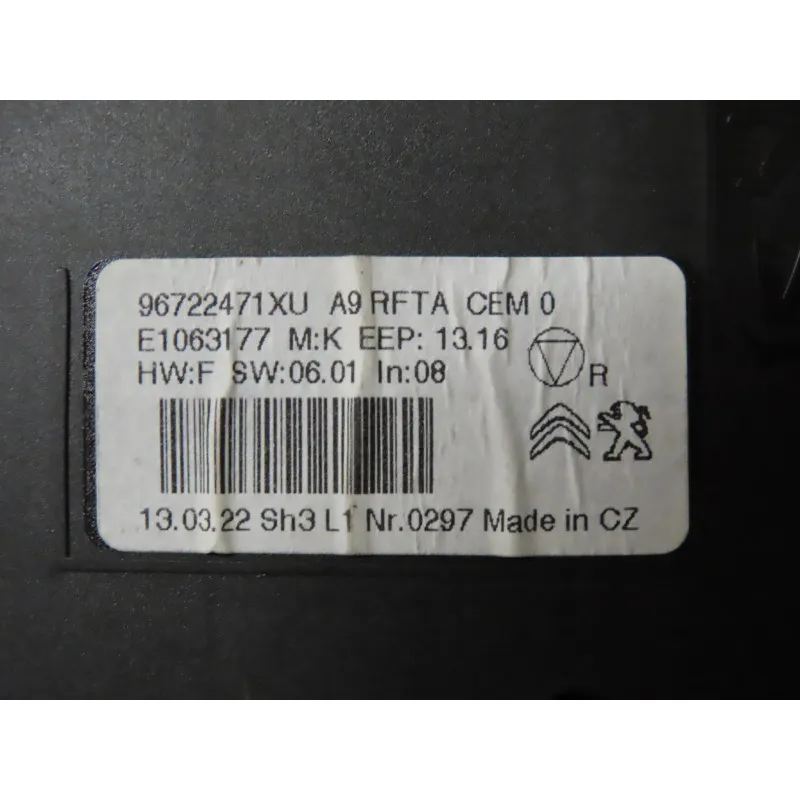 96722471XU A9 RFTA CEM 0
E1063177 M:K EEP: 13.16
HW:F SW:06.01 In:08
R
13.03.22 Sh3 L1 Nr.0297 Made in CZ